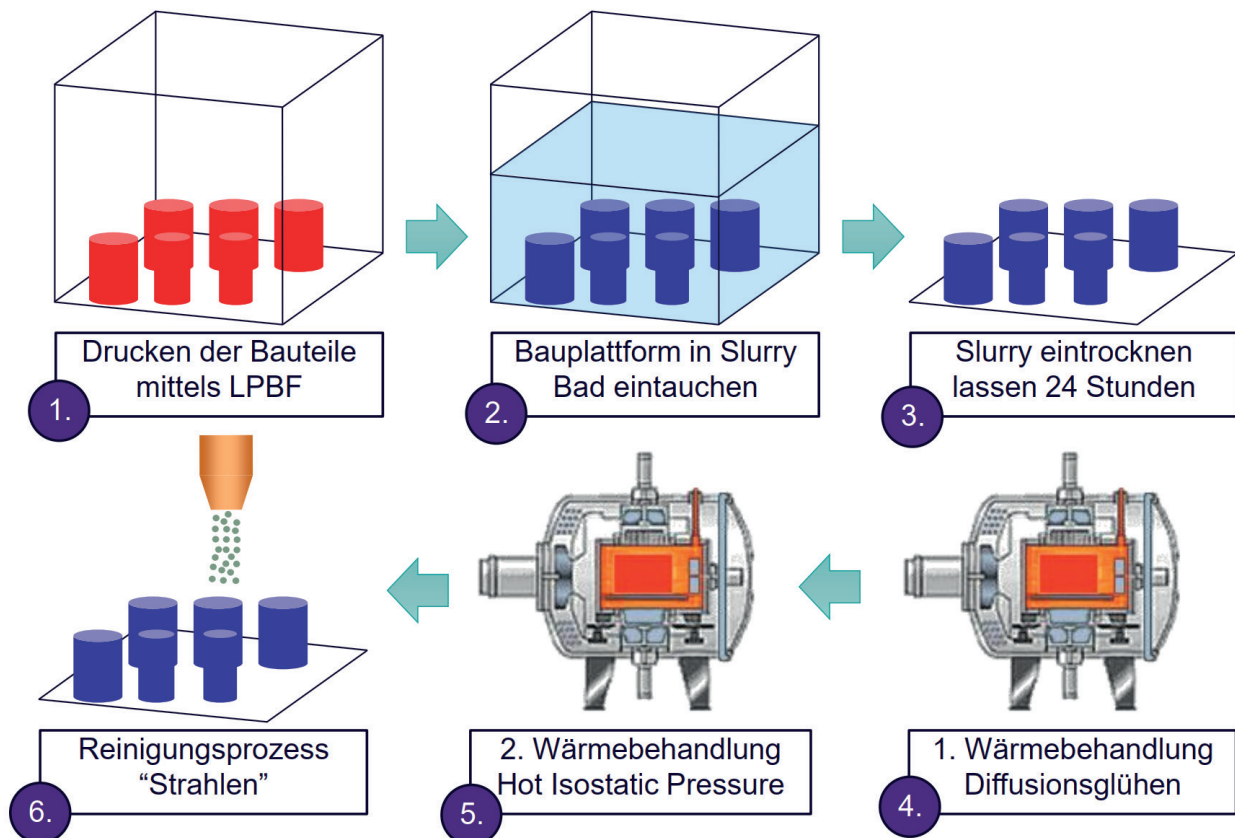 Drucken der Bauteile
mittels LPBF
1.
Bauplattform in Slurry
Bad eintauchen
2.
Slurry eintrocknen
lassen 24 Stunden
3.
1. Wärmebehandlung
Diffusionsglühen
4.
2. Wärmebehandlung
Hot Isostatic Pressure
5.
Reinigungsprozess
“Strahlen”
6.